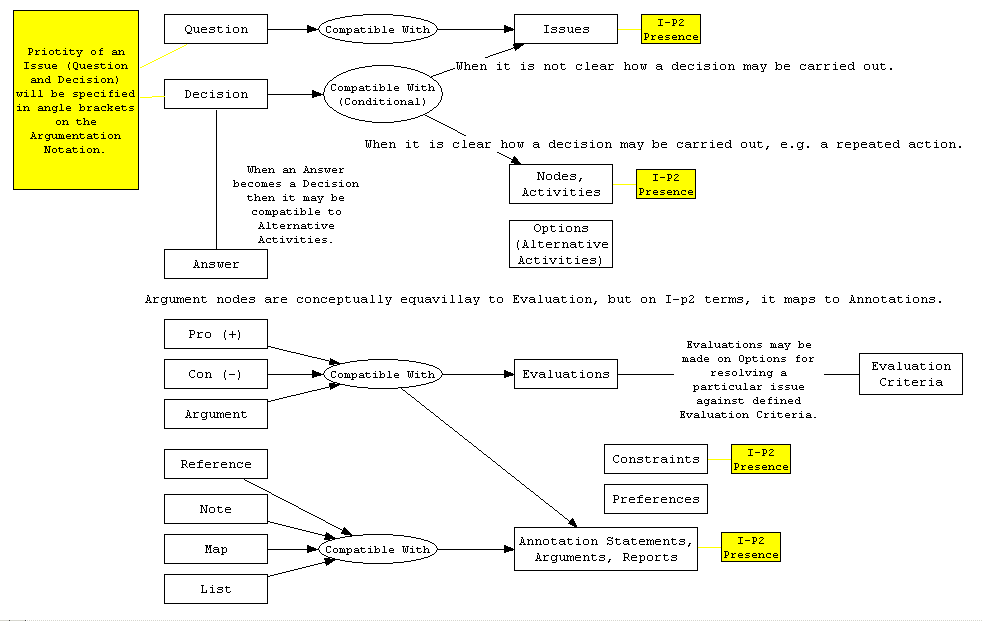 Priotity of an
Issue (Question
and Decision)
will be specified
in angle brackets
on the
Argumentation
Notation.
Question
Compatible With
Issues
I-P2
Presence
Decision
Compatible With
(Conditional)
When it is not clear how a decision may be carried out.
When it is clear how a decision may be carried out, e.g. a repeated action.
When an Answer
becomes a Decision
then it may be
compatible to
Alternative
Activities.
Nodes,
Activities
I-P2
Presence
Options
(Alternative
Activities)
Answer
Argument nodes are conceptually equavillay to Evaluation, but on I-p2 terms, it maps to Annotations.
Pro (+)
Con (-)
Argument
Compatible With
Evaluations
Evaluations may be
made on Options for
resolving a
particular issue
against defined
Evaluation Criteria.
Evaluation
Criteria
Constraints
I-P2
Presence
Preferences
Reference
Note
Map
List
Compatible With
Annotation Statements,
Arguments, Reports
I-P2
Presence